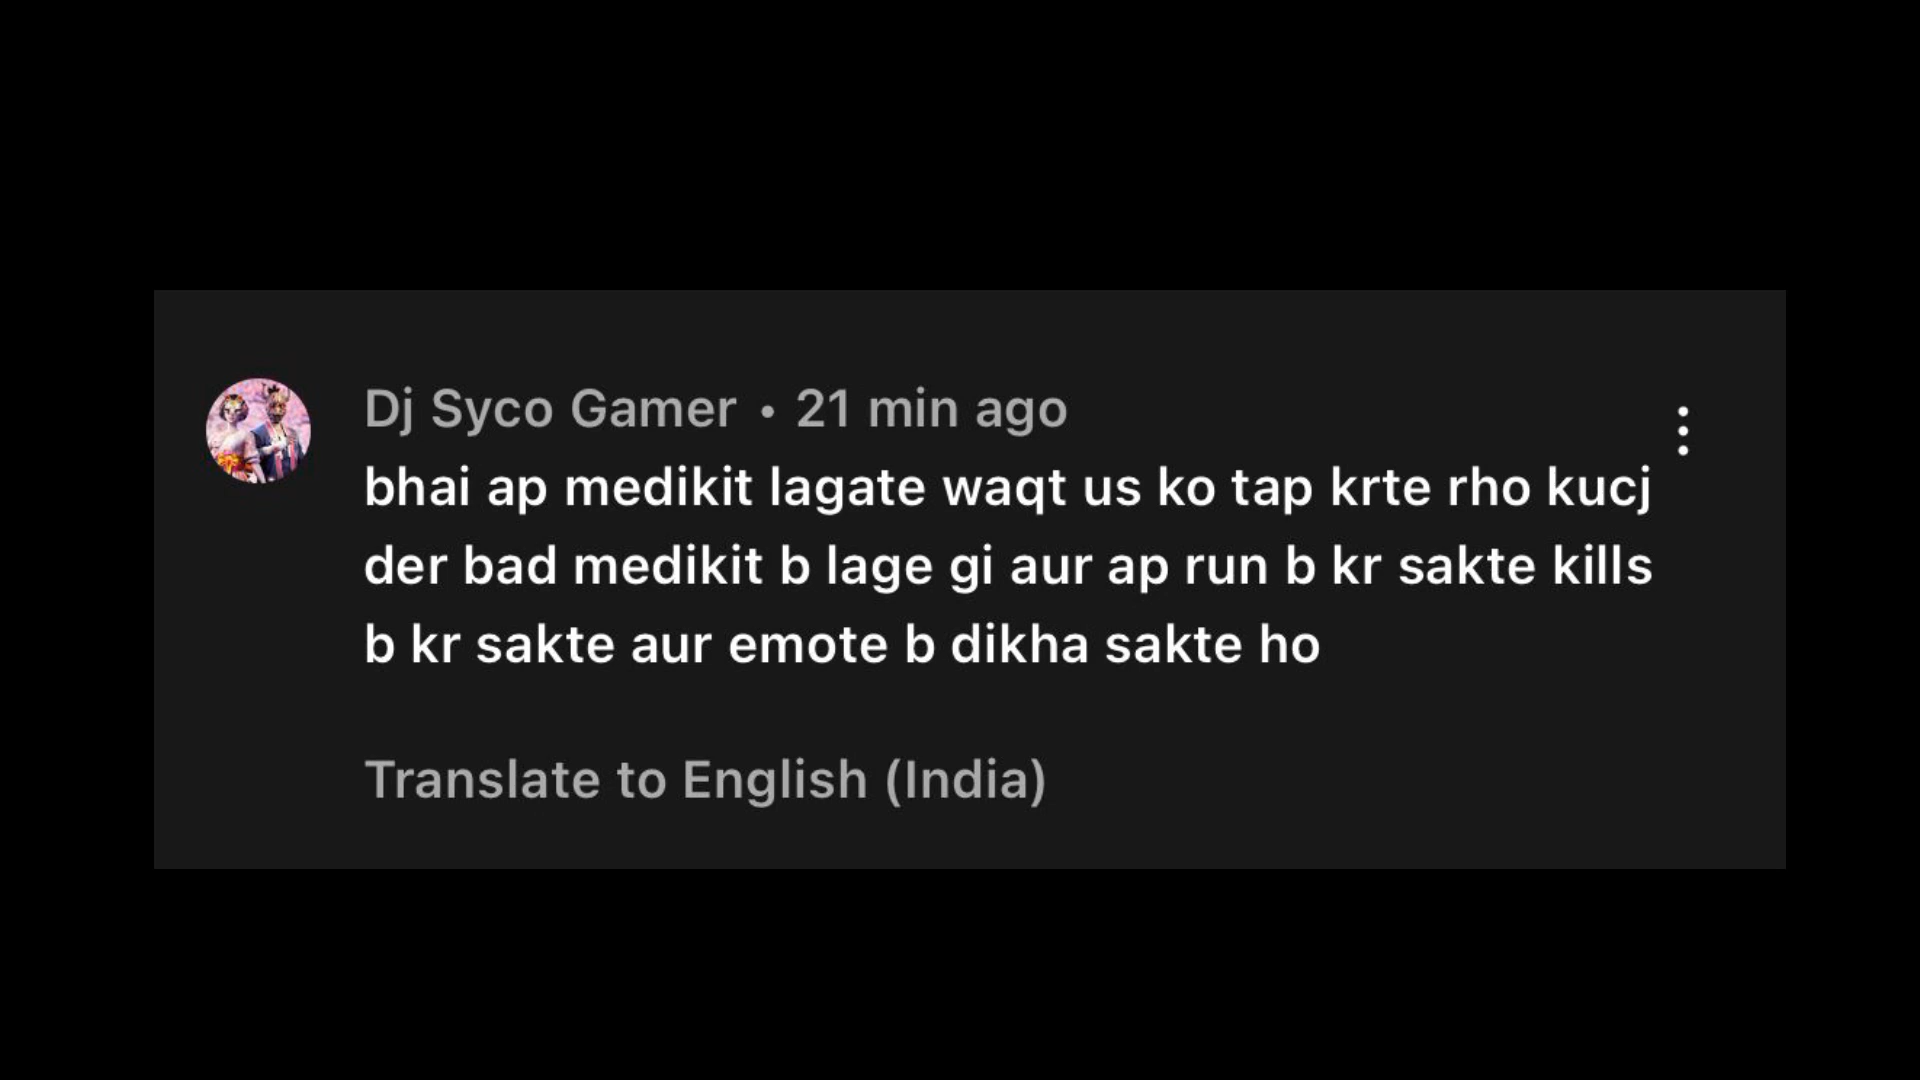 Dj Syco Gamer • 21 min ago
bhai ap medikit lagate waqt us ko tap krte rho kucj
der bad medikit b lage gi aur ap run b kr sakte kills
b kr sakte aur emote b dikha sakte ho
Translate to English (India)